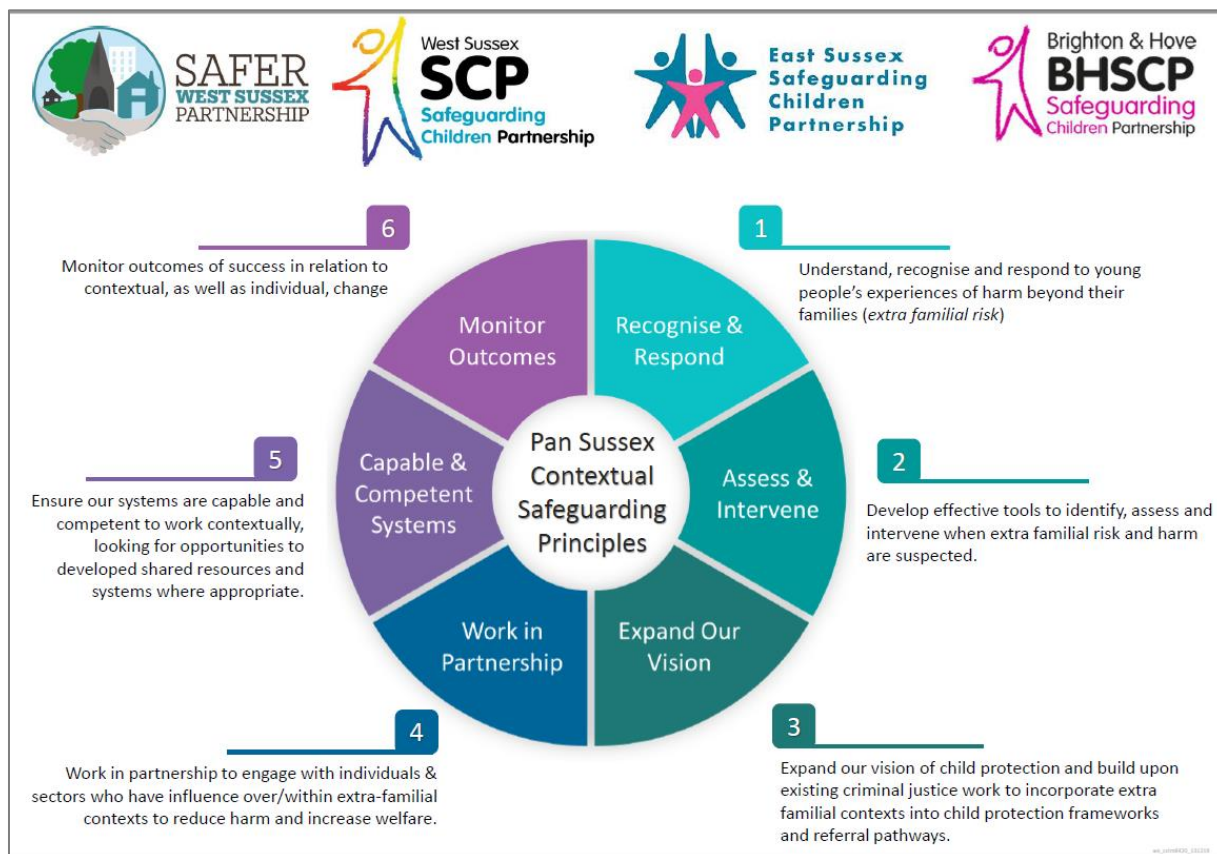 SAFER
WEST SUSSEX
PARTNERSHIP
West Sussex
SCP
Safeguarding
Children Partnership
East Sussex
Safeguarding
Children
Partnership
Brighton & Hove
BHSCP
Safeguarding
Children Partnership
1
Understand, recognise and respond to young
people's experiences of harm beyond their
families (extra familial risk)
2
Develop effective tools to identify, assess and
intervene when extra familial risk and harm
are suspected.
3
Expand our vision of child protection and build upon
existing criminal justice work to incorporate extra
familial contexts into child protection frameworks
and referral pathways.
4
Work in partnership to engage with individuals &
sectors who have influence over/within extra-familial
contexts to reduce harm and increase welfare.
5
Ensure our systems are capable and
competent to work contextually,
looking for opportunities to
developed shared resources and
systems where appropriate.
6
Monitor outcomes of success in relation to
contextual, as well as individual, change
Recognise &
Respond
Assess &
Intervene
Expand Our
Vision
Work in
Partnership
Capable &
Competent
Systems
Monitor
Outcomes
Pan Sussex
Contextual
Safeguarding
Principles